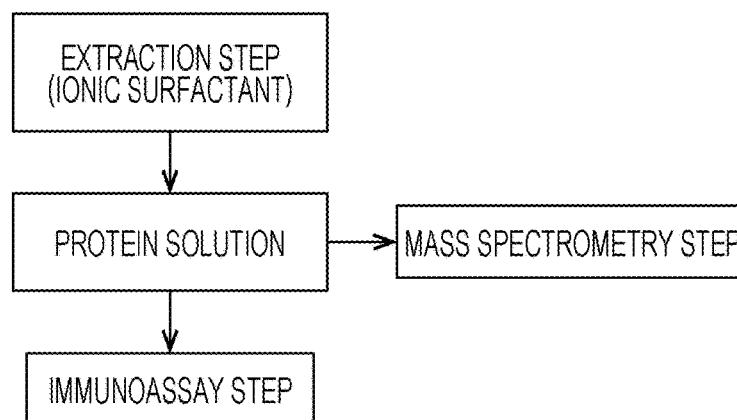 EXTRACTION STEP
(IONIC SURFACTANT)
PROTEIN SOLUTION
MASS SPECTROMETRY STEP
IMMUNOASSAY STEP